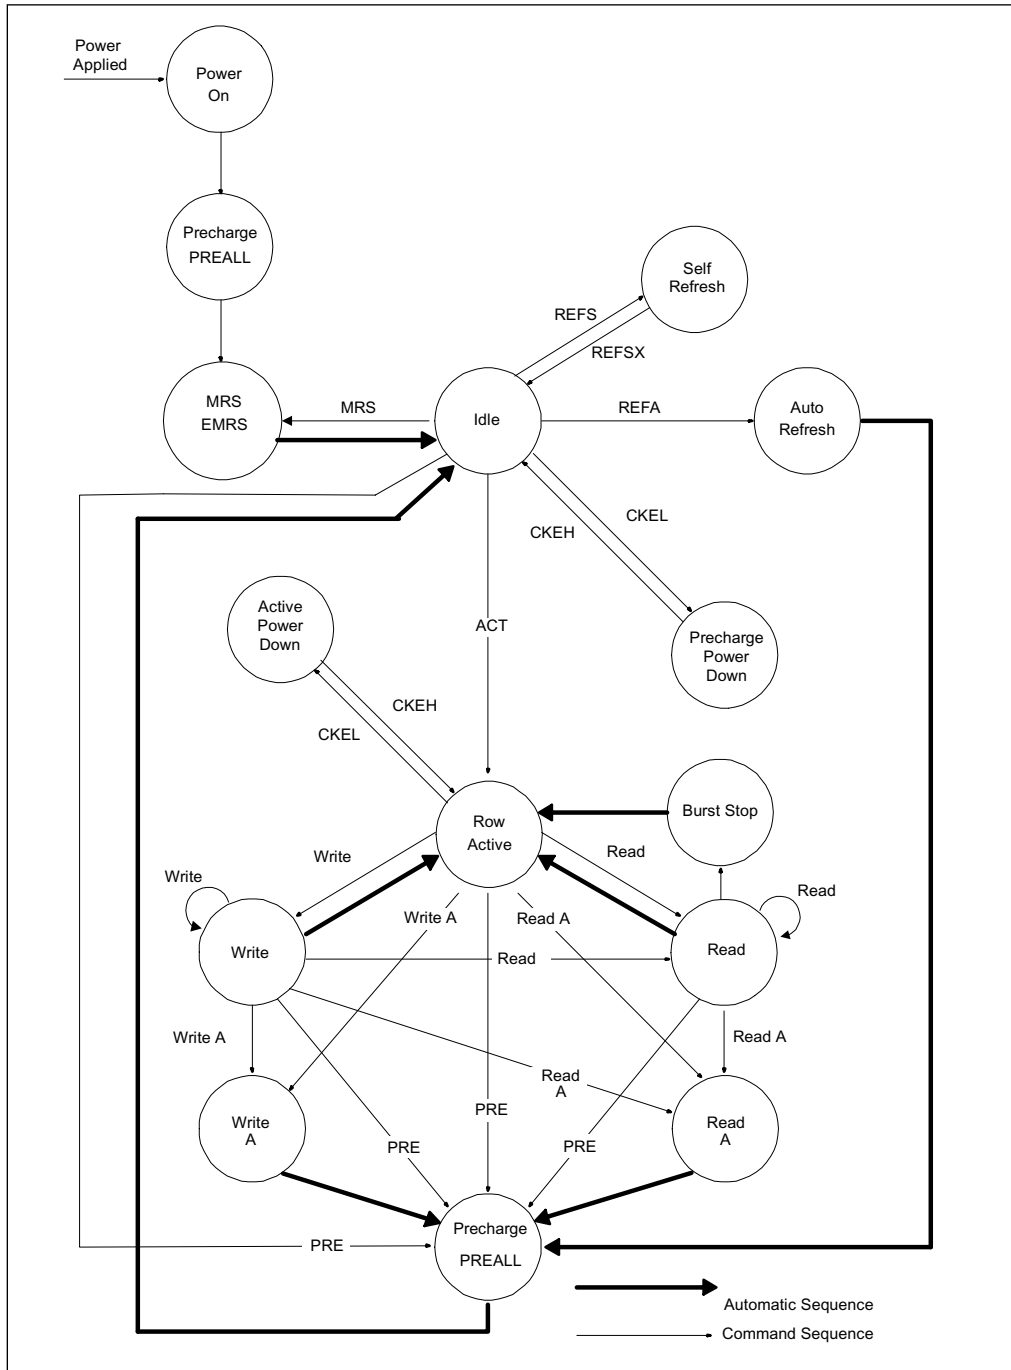 Power
Applied
Power
On
Precharge
PREALL
Self
Refresh
REFS
REFSX
MRS
EMRS
MRS
Idle
REFA
Auto
Refresh
CKEL
CKEH
Active
Power
Down
ACT
Precharge
Power
Down
CKEH
CKEL
Burst Stop
Row
Active
Write
Read
Write
Read
Write A
Read A
Write
Read
Read
Write A
Read A
Read
A
Write
A
PRE
Read
A
PRE
PRE
Precharge
PREALL
PRE
Automatic Sequence
Command Sequence